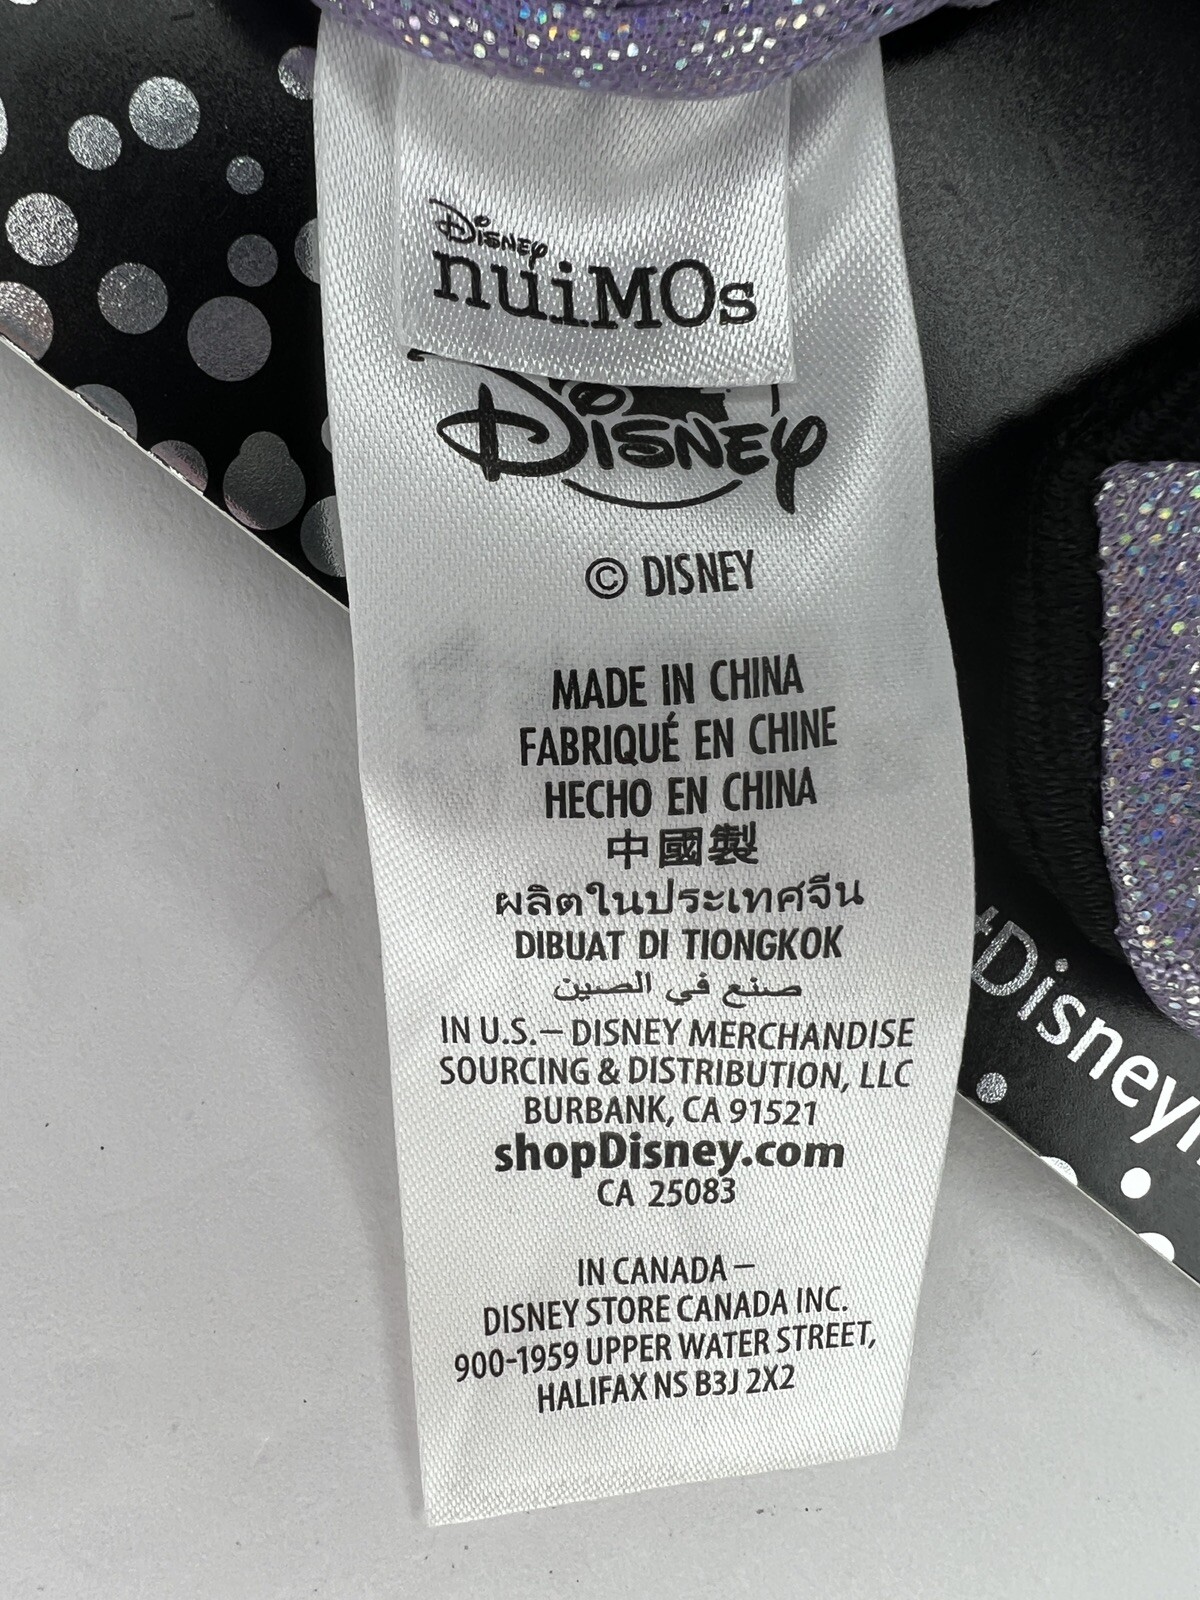 Disney
nuiMOs
Disney
© DISNEY
MADE IN CHINA
FABRIQUÉ EN CHINE
HECHO EN CHINA
中國製
ผลิตในประเทศจีน
DIBUAT DI TIONGKOK
صنع في الصين
IN U.S.— DISNEY MERCHANDISE
SOURCING & DISTRIBUTION, LLC
BURBANK, CA 91521
shopDisney.com
CA 25083
IN CANADA —
DISNEY STORE CANADA INC.
900-1959 UPPER WATER STREET,
HALIFAX NS B3J 2X2
#Disney